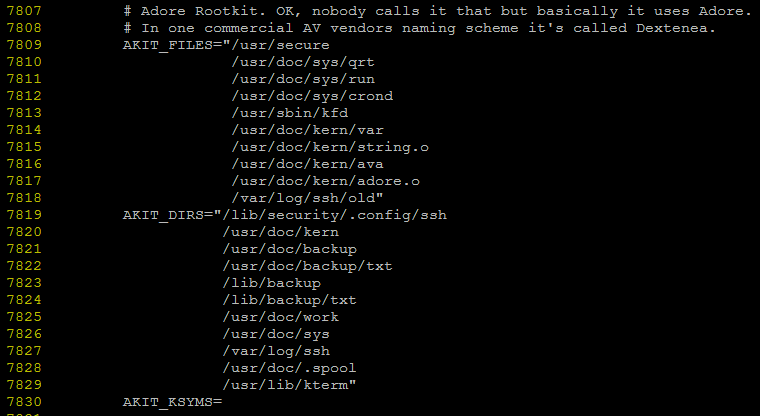 7807 # Adore Rootkit. OK, nobody calls it that but basically it uses Adore.
7808 # In one commercial AV vendors naming scheme it's called Dextenea.
7809 AKIT_FILES="/usr/secure
7810 /usr/doc/sys/qrt
7811 /usr/doc/sys/run
7812 /usr/doc/sys/crond
7813 /usr/sbin/kfd
7814 /usr/doc/kern/var
7815 /usr/doc/kern/string.o
7816 /usr/doc/kern/ava
7817 /usr/doc/kern/adore.o
7818 /var/log/ssh/old"
7819 AKIT_DIRS="/lib/security/.config/ssh
7820 /usr/doc/kern
7821 /usr/doc/backup
7822 /usr/doc/backup/txt
7823 /lib/backup
7824 /lib/backup/txt
7825 /usr/doc/work
7826 /usr/doc/sys
7827 /var/log/ssh
7828 /usr/doc/.spool
7829 /usr/lib/kterm"
7830 AKIT_KSYMS=